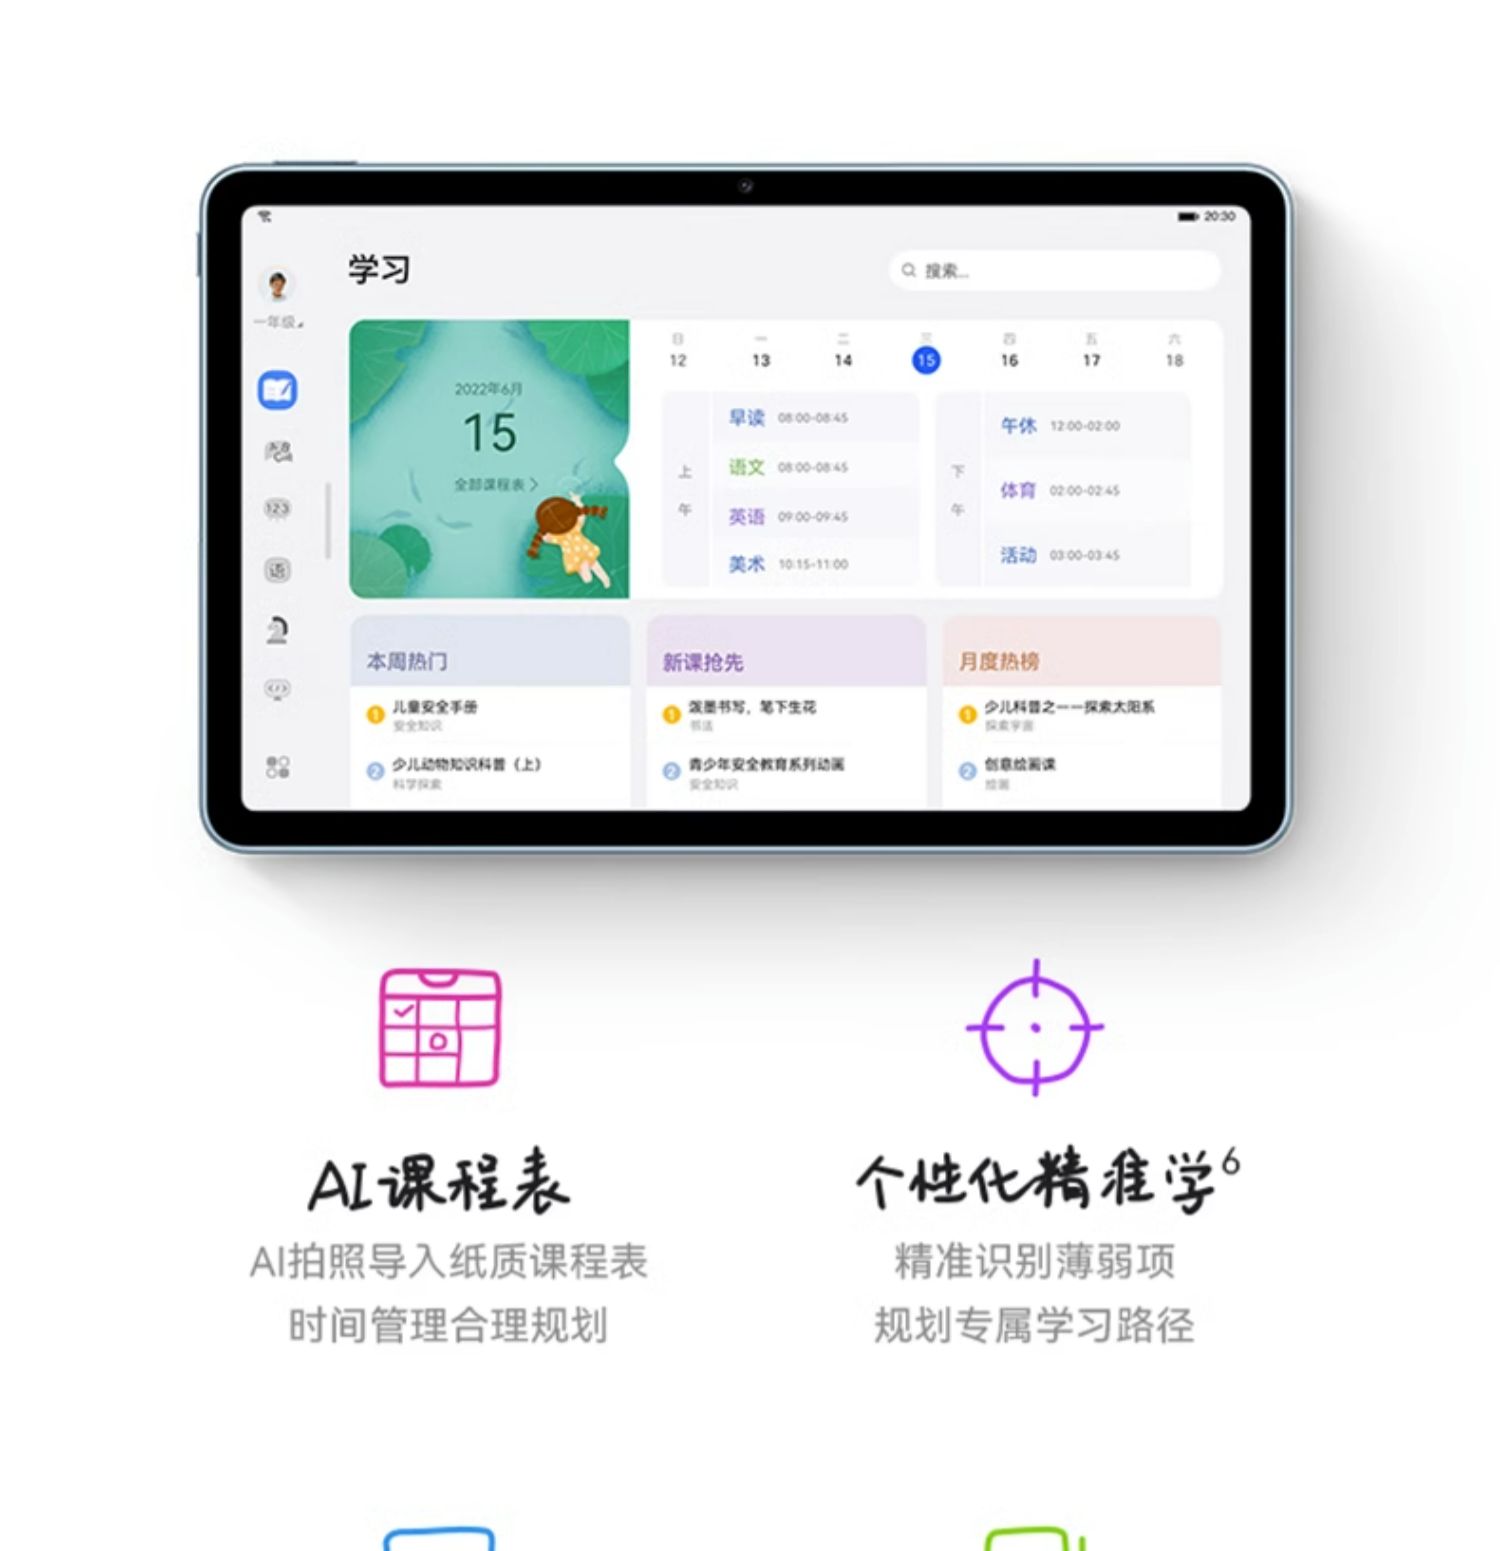 20:30
学习
搜索...
一年级
日 一 二 三 四 五 六
12 13 14 15 16 17 18
2022年6月
15
全部课程表
上午
早读 08:00-08:45
语文 08:00-08:45
英语 09:00-09:45
美术 10:15-11:00
下午
午休 12:00-02:00
体育 02:00-02:45
活动 03:00-03:45
123
语
本周热门
1 儿童安全手册
安全知识
2 少儿动物知识科普（上）
科学探索
新课抢先
1 泼墨书写，笔下生花
书法
2 青少年安全教育系列动画
安全知识
月度热榜
1 少儿科普之——探索太阳系
探索宇宙
2 创意绘画课
绘画
AI课程表
AI拍照导入纸质课程表
时间管理合理规划
个性化精准学6
精准识别薄弱项
规划专属学习路径